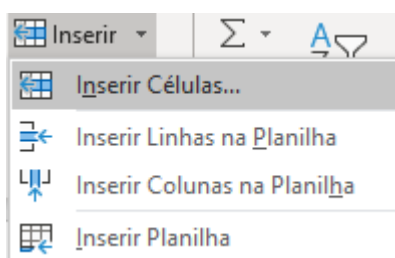 Inserir
Inserir Células...
Inserir Linhas na Planilha
Inserir Colunas na Planilha
Inserir Planilha